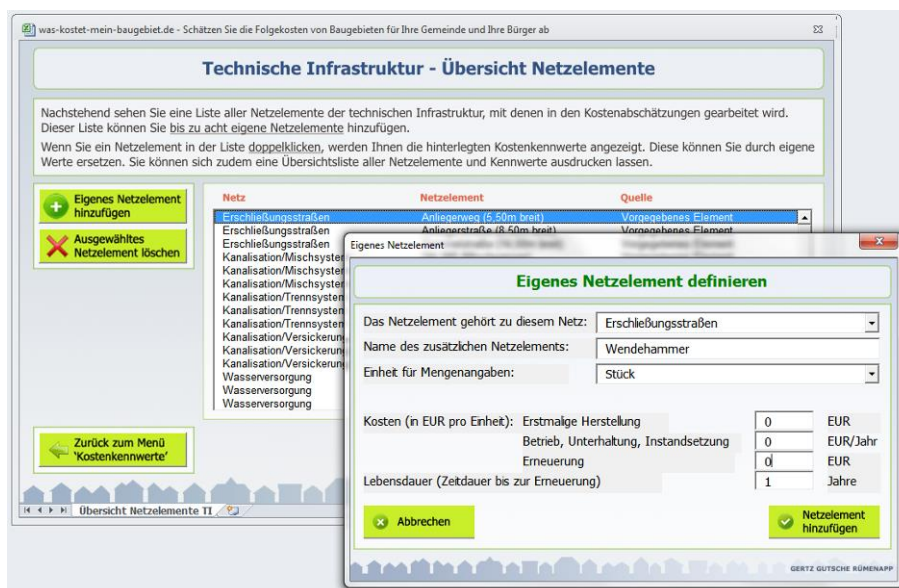 was-kostet-mein-baugebiet.de - Schätzen Sie die Folgekosten von Baugebieten für Ihre Gemeinde und Ihre Bürger ab
Technische Infrastruktur - Übersicht Netzelemente
Nachstehend sehen Sie eine Liste aller Netzelemente der technischen Infrastruktur, mit denen in den Kostenabschätzungen gearbeitet wird.
Dieser Liste können Sie bis zu acht eigene Netzelemente hinzufügen.
Wenn Sie ein Netzelement in der Liste doppelklicken, werden Ihnen die hinterlegten Kostenkennwerte angezeigt. Diese können Sie durch eigene
Werte ersetzen. Sie können sich zudem eine Übersichtsliste aller Netzelemente und Kennwerte ausdrucken lassen.
Eigenes Netzelement
hinzufügen
Ausgewähltes
Netzelement löschen
Netz Netzelement Quelle
Erschließungsstraßen Anliegerweg (5,50m breit) Vorgegebenes Element
Erschließungsstraßen Anliegerstraße (8,50m breit) Vorgegebenes Element
Erschließungsstraßen
Kanalisation/Mischsystem
Kanalisation/Mischsystem
Kanalisation/Mischsystem
Kanalisation/Trennsystem
Kanalisation/Trennsystem
Kanalisation/Trennsystem
Kanalisation/Versickerun
Kanalisation/Versickerun
Kanalisation/Versickerun
Wasserversorgung
Wasserversorgung
Wasserversorgung
Zurück zum Menü
'Kostenkennwerte'
Übersicht Netzelemente TI
Eigenes Netzelement
Eigenes Netzelement definieren
Das Netzelement gehört zu diesem Netz: Erschließungsstraßen
Name des zusätzlichen Netzelements: Wendehammer
Einheit für Mengenangaben: Stück
Kosten (in EUR pro Einheit): Erstmalige Herstellung 0 EUR
Betrieb, Unterhaltung, Instandsetzung 0 EUR/Jahr
Erneuerung 0 EUR
Lebensdauer (Zeitdauer bis zur Erneuerung) 1 Jahre
Abbrechen
Netzelement
hinzufügen
GERTZ GUTSCHE RÜMENAPP